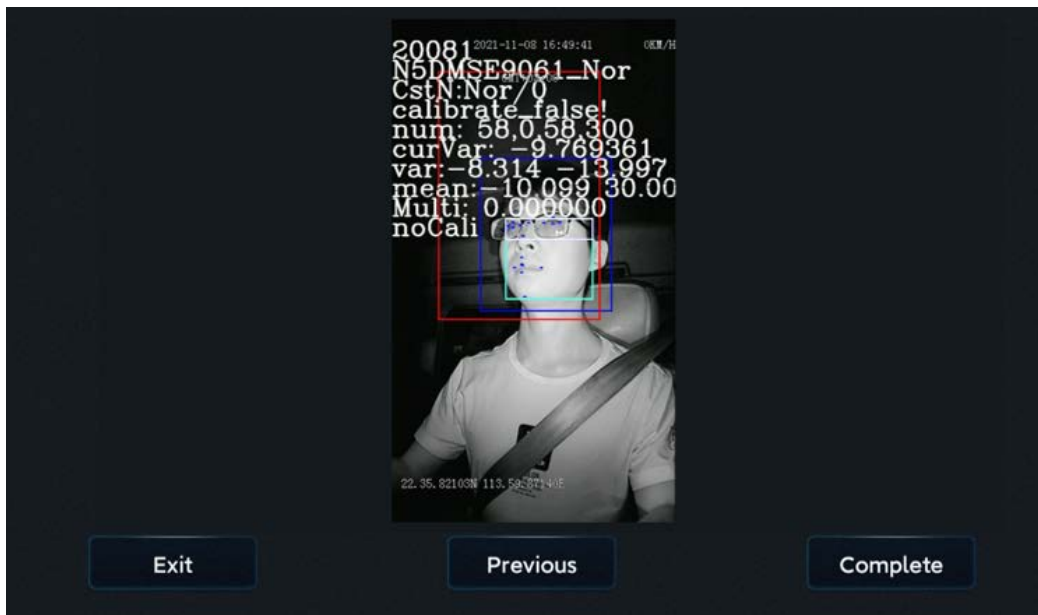 20081
2021-11-08 16:49:41 0KM/H
N5DMSE9061_Nor
CstN:Nor/0
calibrate_false!
num: 58,0,58,300
curVar: -9.769361
var:-8.314 -13.997
mean:-10.099 30.00
Multi: 0.000000
noCali
22.35.82103N 113.59.87140E
Exit
Previous
Complete